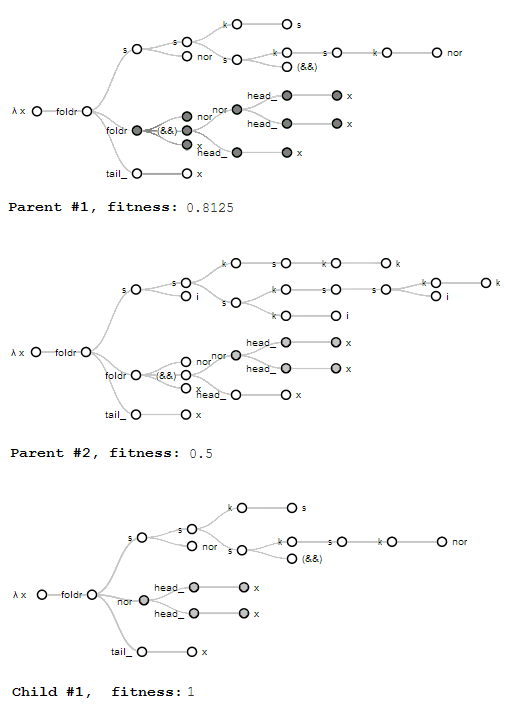 k s
s
s nor s k s k nor
(&&)
λ x foldr
head_ x
nor nor
head_ x
foldr (&&)
x head_ x
tail_ x
Parent #1, fitness: 0.8125
k s k k
s
s i k s s k k
s i
k i
head_ x
λ x foldr nor nor
head_ x
foldr (&&)
x head_ x
tail_ x
Parent #2, fitness: 0.5
k s
s
s nor s k s k nor
(&&)
head_ x
λ x foldr nor
head_ x
tail_ x
Child #1, fitness: 1